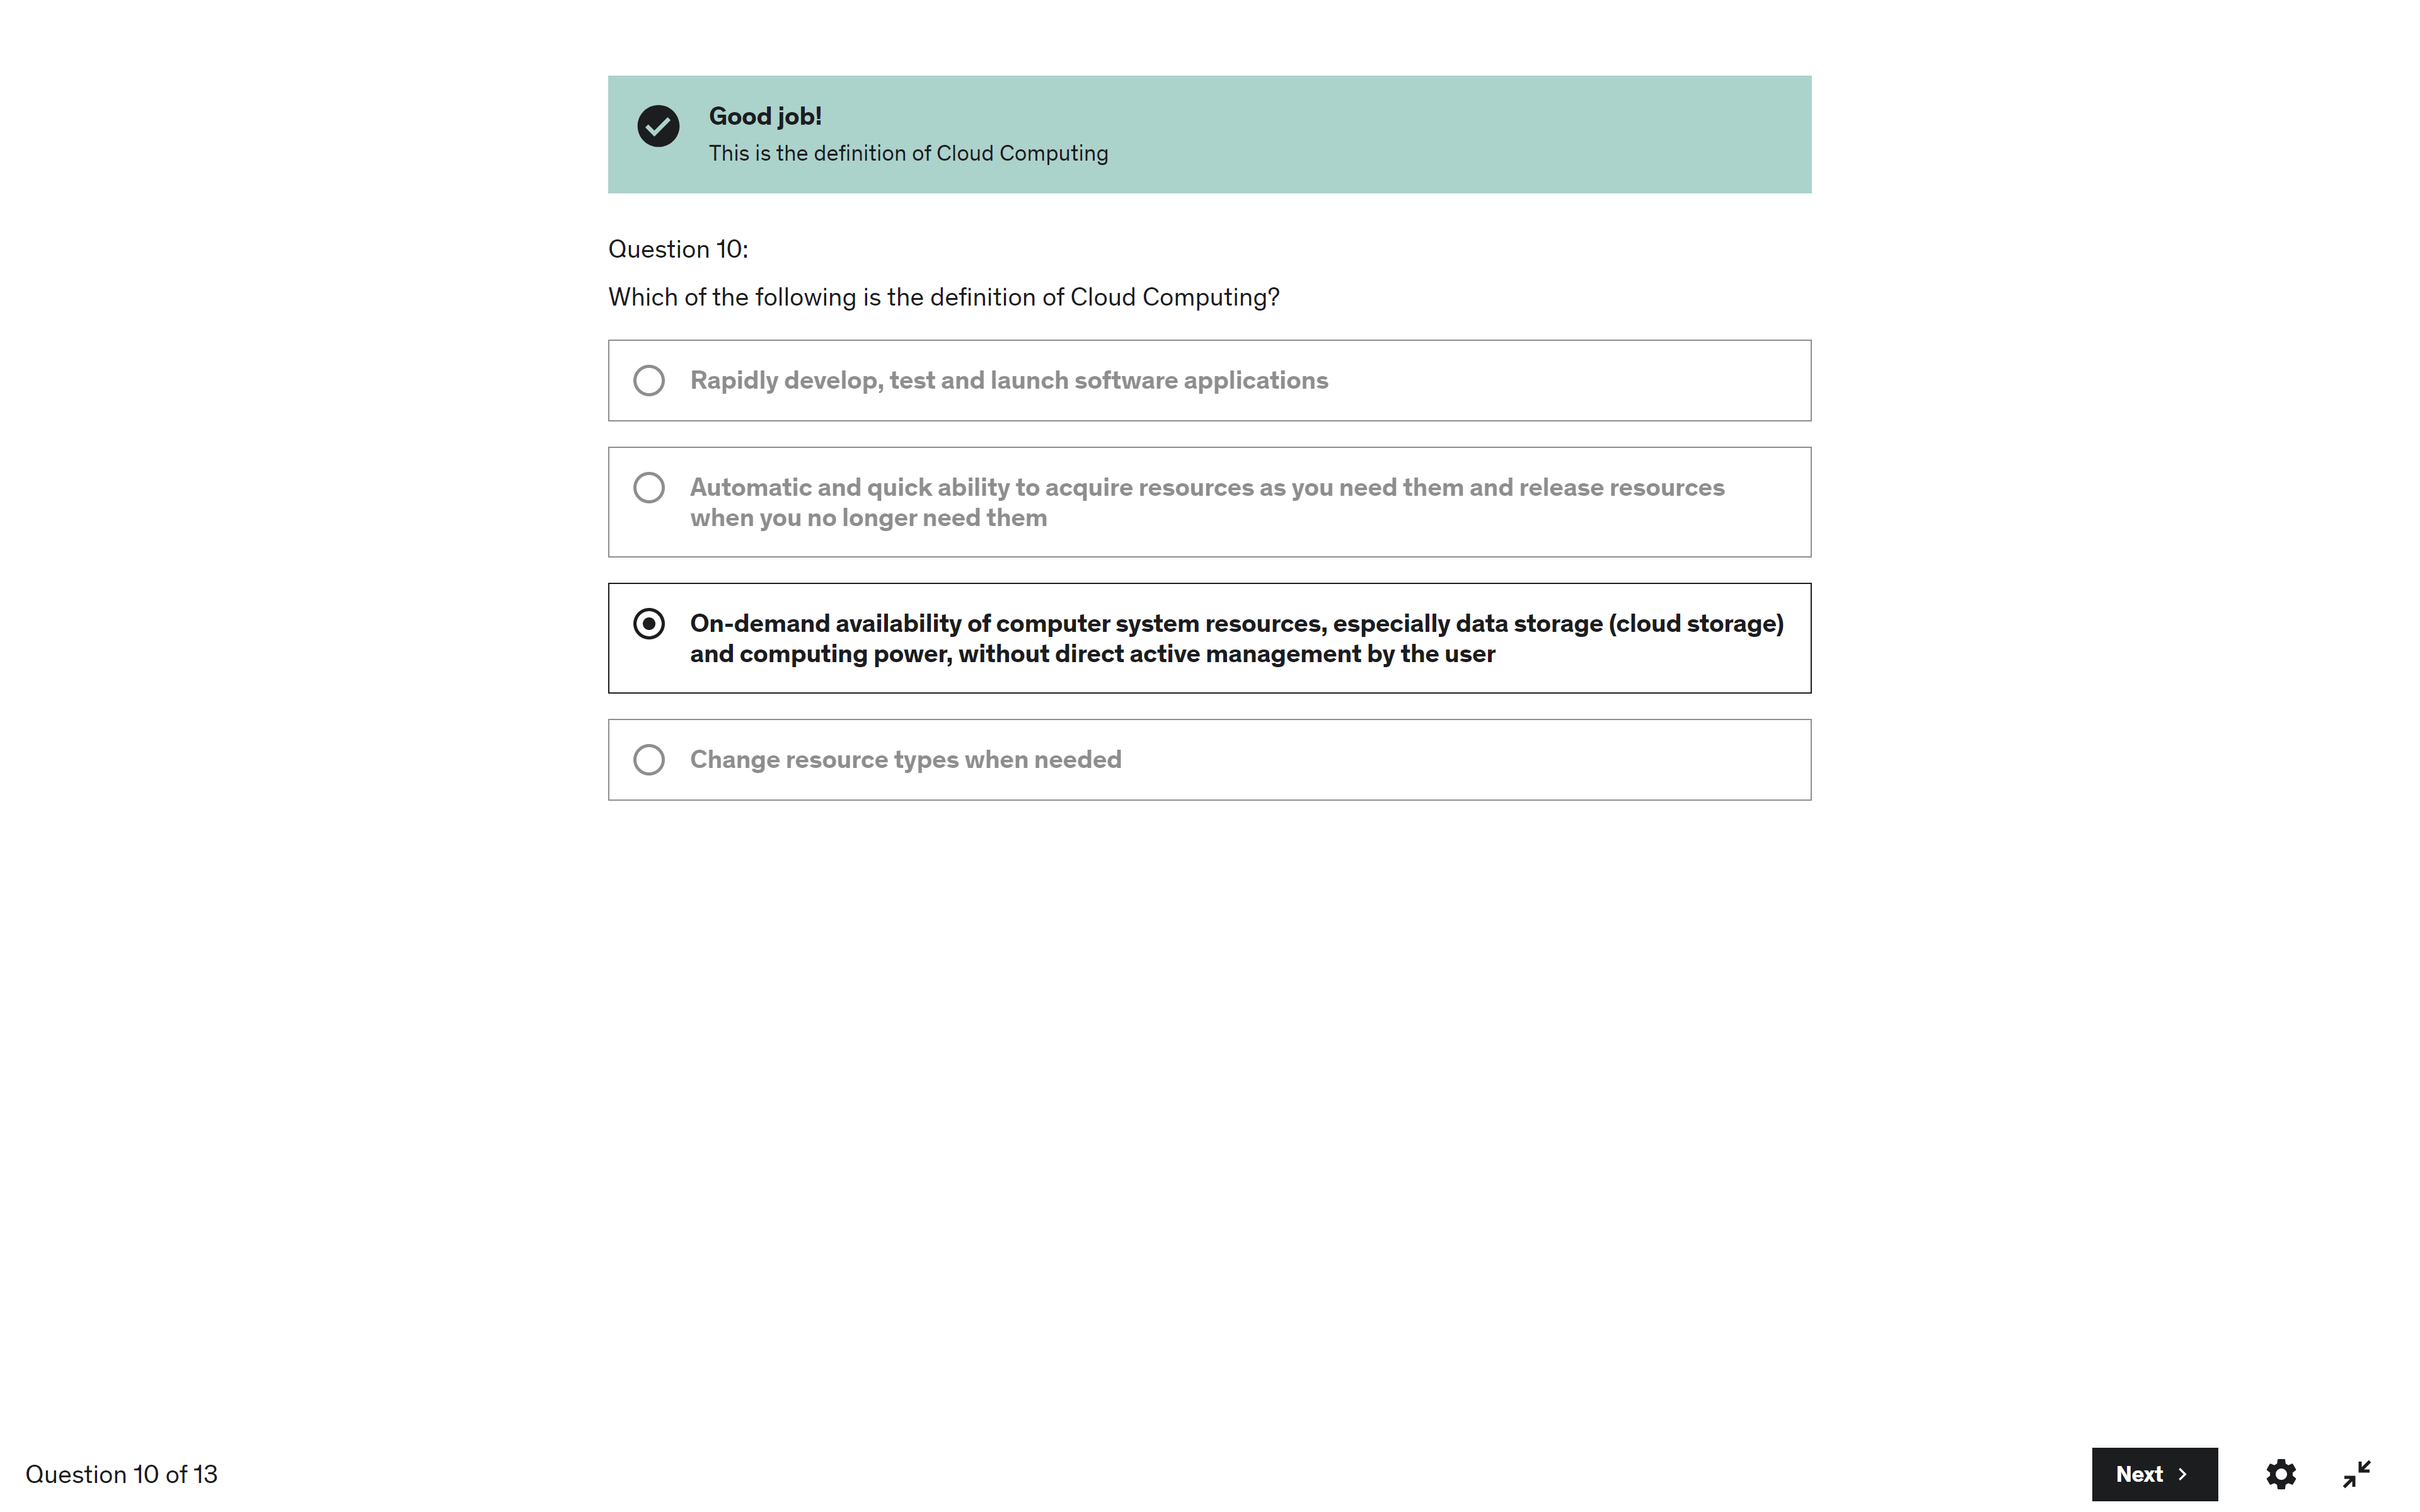 Good job!
This is the definition of Cloud Computing
Question 10:
Which of the following is the definition of Cloud Computing?
Rapidly develop, test and launch software applications
Automatic and quick ability to acquire resources as you need them and release resources
when you no longer need them
On-demand availability of computer system resources, especially data storage (cloud storage)
and computing power, without direct active management by the user
Change resource types when needed
Question 10 of 13
Next